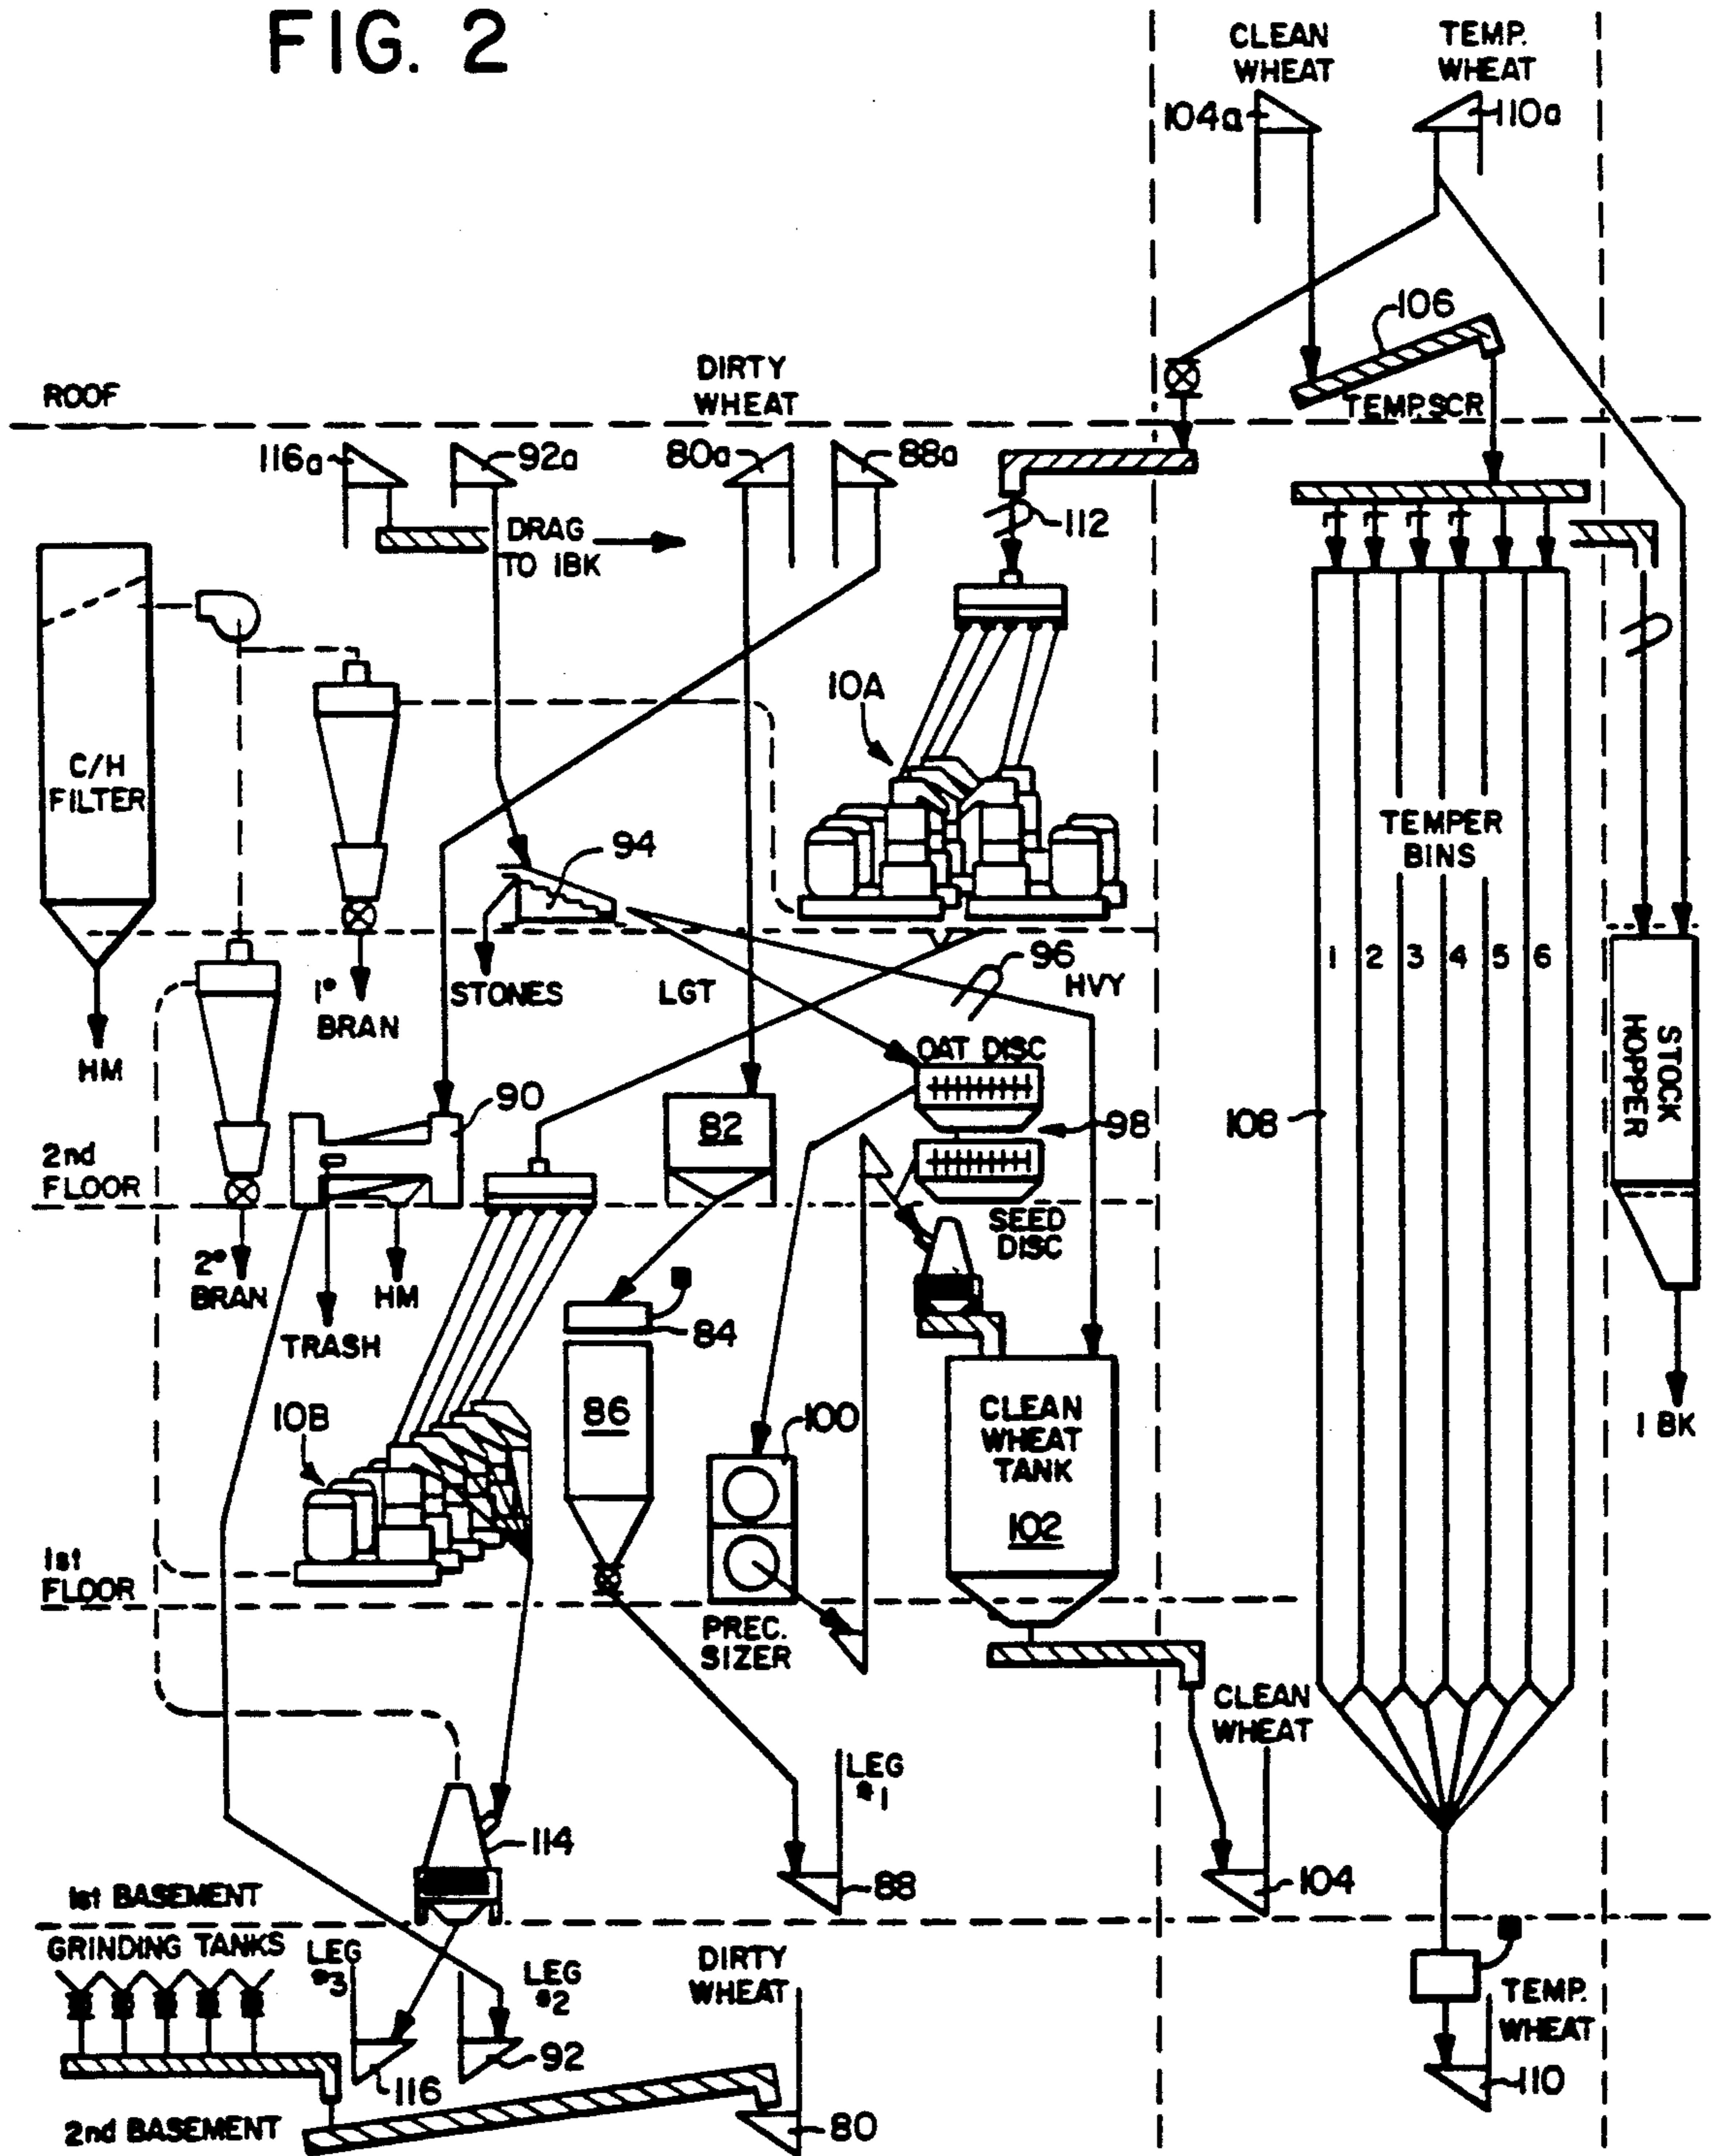 FIG. 2
CLEAN
WHEAT
TEMP.
WHEAT
104a
110a
106
TEMP.SCR
ROOF
DIRTY
WHEAT
116a
92a
80a
88a
DRAG
TO 1BK
112
10A
C/H
FILTER
94
TEMPER
BINS
1 2 3 4 5 6
STONES
LGT
96
HVY
1°
BRAN
HM
OAT DISC
90
82
98
108
STOCK
HOPPER
2nd
FLOOR
SEED
DISC
2°
BRAN
HM
TRASH
84
10B
86
100
CLEAN
WHEAT
TANK
102
1 BK
1st
FLOOR
PREC.
SIZER
CLEAN
WHEAT
LEG
#1
114
88
104
1st BASEMENT
GRINDING TANKS
LEG
#3
LEG
#2
DIRTY
WHEAT
TEMP.
WHEAT
116
92
110
80
2nd BASEMENT